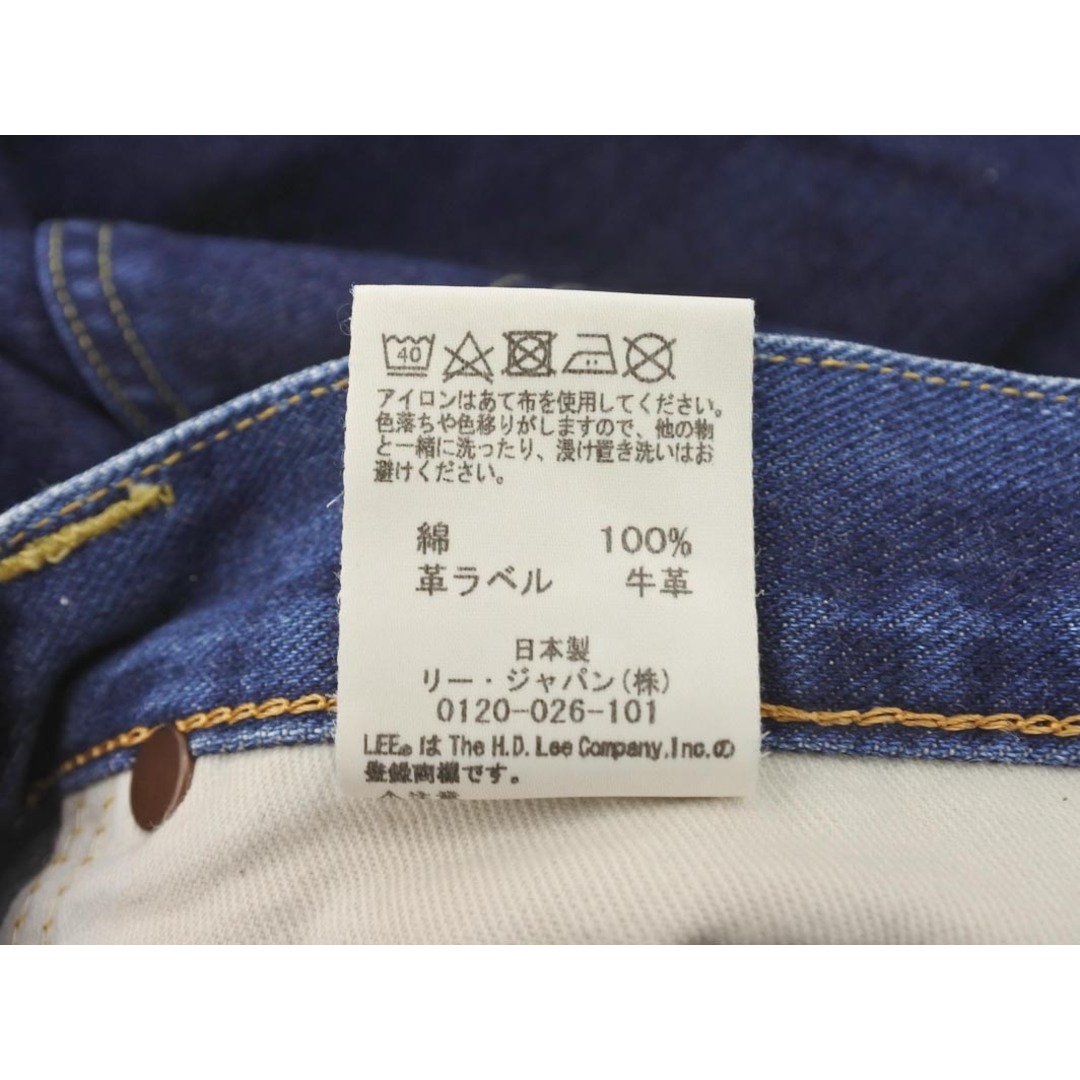 40
アイロンはあて布を使用してください。
色落ちや色移りがしますので、他の物
と一緒に洗ったり、浸け置き洗いはお
避けください。
綿 100%
革ラベル 牛革
日本製
リー・ジャパン(株)
0120-026-101
LEE®は The H.D. Lee Company, Inc.の
登録商標です。